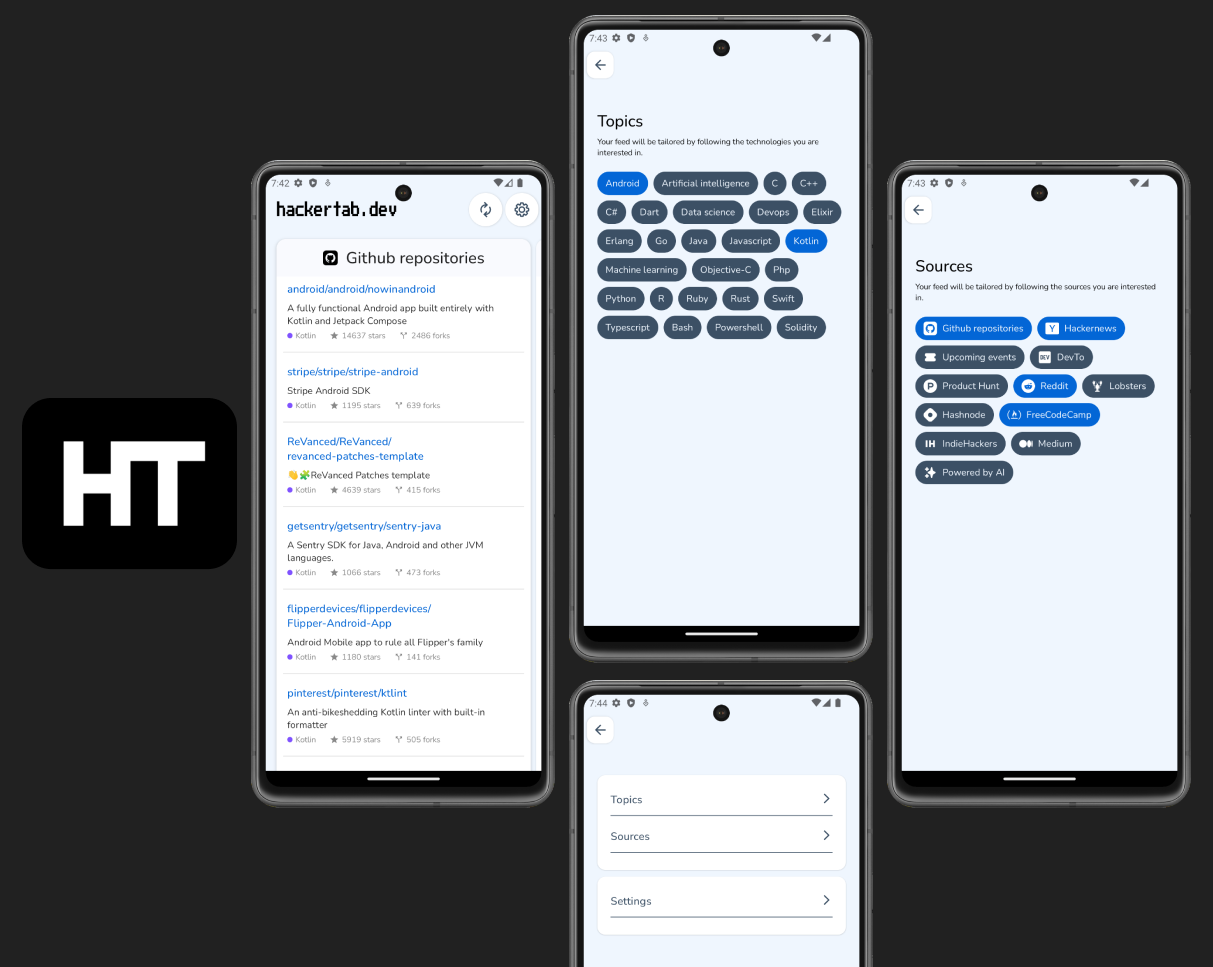 HT
7:42
hackertab.dev
Github repositories
android/android/nowinandroid
A fully functional Android app built entirely with
Kotlin and Jetpack Compose
Kotlin 14637 stars 2486 forks
stripe/stripe/stripe-android
Stripe Android SDK
Kotlin 1195 stars 639 forks
ReVanced/ReVanced/
revanced-patches-template
👋🧩ReVanced Patches template
Kotlin 4639 stars 415 forks
getsentry/getsentry/sentry-java
A Sentry SDK for Java, Android and other JVM
languages.
Kotlin 1066 stars 473 forks
flipperdevices/flipperdevices/
Flipper-Android-App
Android Mobile app to rule all Flipper's family
Kotlin 1180 stars 141 forks
pinterest/pinterest/ktlint
An anti-bikeshedding Kotlin linter with built-in
formatter
Kotlin 5919 stars 505 forks
7:43
Topics
Your feed will be tailored by following the technologies you are
interested in.
Android Artificial intelligence C C++
C# Dart Data science Devops Elixir
Erlang Go Java Javascript Kotlin
Machine learning Objective-C Php
Python R Ruby Rust Swift
Typescript Bash Powershell Solidity
7:44
Topics
Sources
Settings
7:43
Sources
Your feed will be tailored by following the sources you are interested
in.
Github repositories Y Hackernews
Upcoming events DEV DevTo
P Product Hunt Reddit Lobsters
Hashnode FreeCodeCamp
IH IndieHackers Medium
Powered by AI